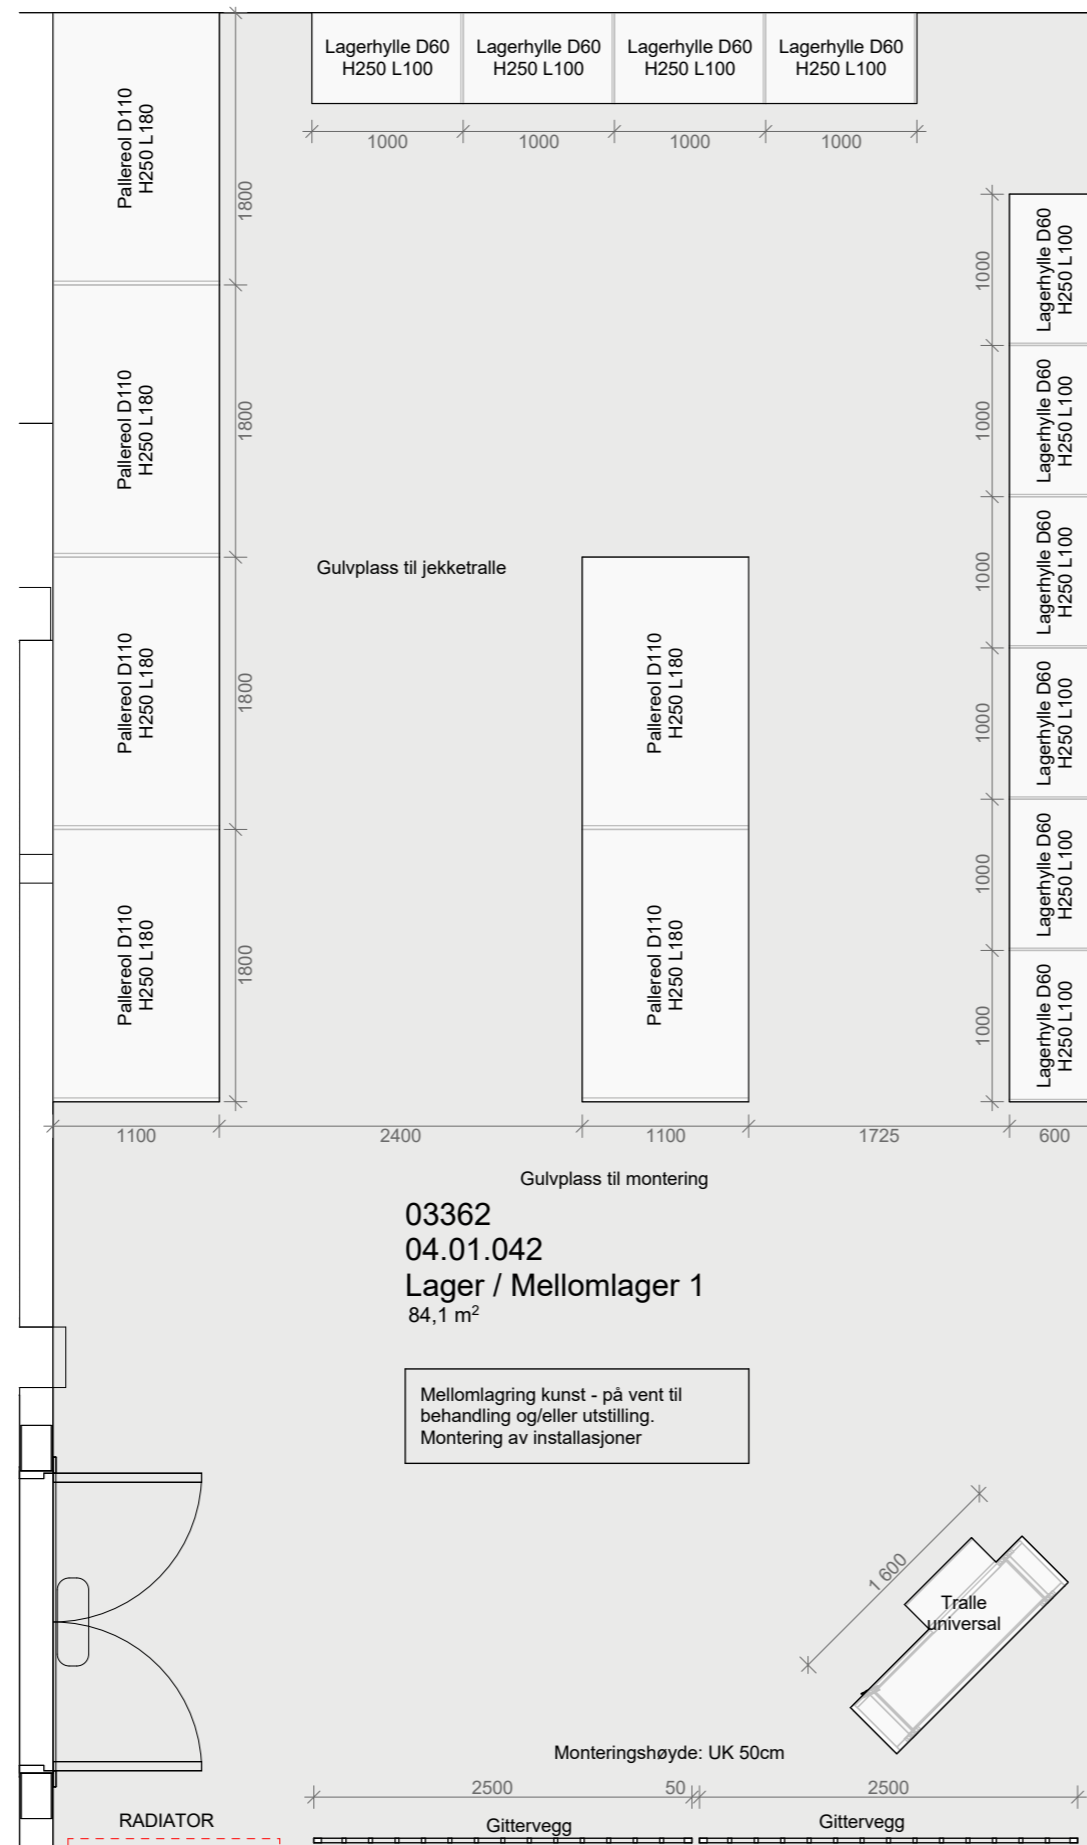 Lagerhylle D60
H250 L100
Lagerhylle D60
H250 L100
Lagerhylle D60
H250 L100
Lagerhylle D60
H250 L100
1000
1000
1000
1000
Pallereol D110
H250 L180
1800
Pallereol D110
H250 L180
1800
Pallereol D110
H250 L180
1800
Pallereol D110
H250 L180
1800
Gulvplass til jekketralle
Pallereol D110
H250 L180
Pallereol D110
H250 L180
1000
Lagerhylle D60
H250 L100
1000
Lagerhylle D60
H250 L100
1000
Lagerhylle D60
H250 L100
1000
Lagerhylle D60
H250 L100
1000
Lagerhylle D60
H250 L100
1000
Lagerhylle D60
H250 L100
1100
2400
1100
1725
600
Gulvplass til montering
03362
04.01.042
Lager / Mellomlager 1
84,1 m²
Mellomlagring kunst - på vent til
behandling og/eller utstilling.
Montering av installasjoner
1 600
Tralle
universal
Monteringshøyde: UK 50cm
2500
50
2500
RADIATOR
Gittervegg
Gittervegg